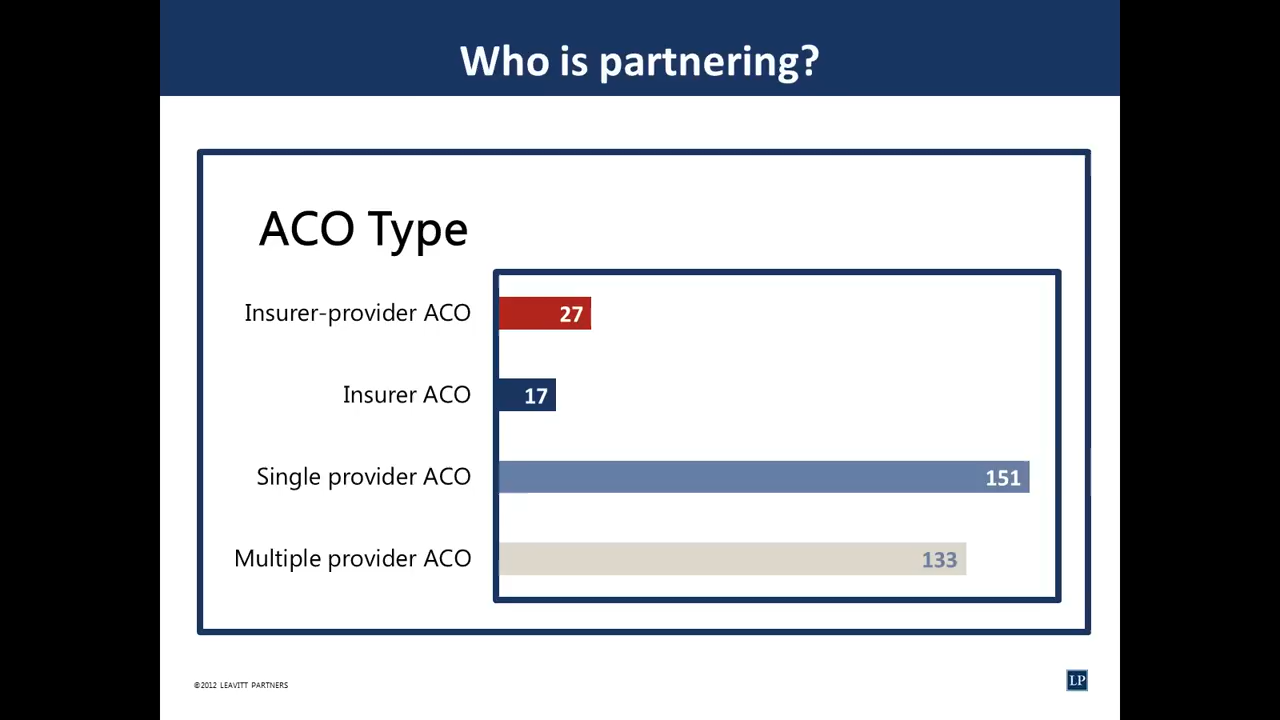 Who is partnering?
ACO Type
Insurer-provider ACO 27
Insurer ACO 17
Single provider ACO 151
Multiple provider ACO 133
©2012 LEAVITT PARTNERS
LP